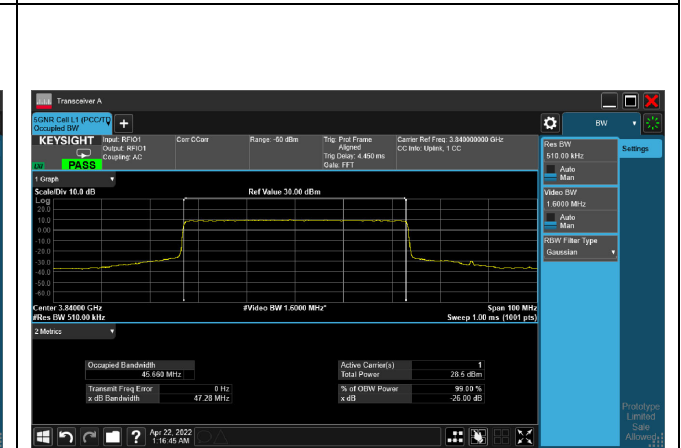 Transceiver A
5GNR Cell L1 (PCC/TD
Occupied BW
+
BW
KEYSIGHT
Input: RFIO1
Output: RFIO1
Coupling: AC
Corr CCorr
Range: -60 dBm
Trig: Prot Frame
Aligned
Trig Delay: 4.450 ms
Gate: FFT
Carrier Ref Freq: 3.840000000 GHz
CC Info: Uplink, 1 CC
PASS
Res BW
510.00 kHz
Auto
Man
Settings
Video BW
1.6000 MHz
Auto
Man
RBW Filter Type
Gaussian
1 Graph
Scale/Div 10.0 dB
Ref Value 30.00 dBm
Log
20.0
10.0
0.00
-10.0
-20.0
-30.0
-40.0
-50.0
-60.0
Center 3.84000 GHz
#Video BW 1.6000 MHz*
Span 100 MHz
#Res BW 510.00 kHz
Sweep 1.00 ms (1001 pts)
2 Metrics
Occupied Bandwidth
45.660 MHz
Active Carrier(s) 1
Total Power 28.5 dBm
Transmit Freq Error 0 Hz
x dB Bandwidth 47.28 MHz
% of OBW Power 99.00 %
x dB -26.00 dB
Prototype
Limited
Sale
Allowed
?
Apr 22, 2022
1:16:45 AM